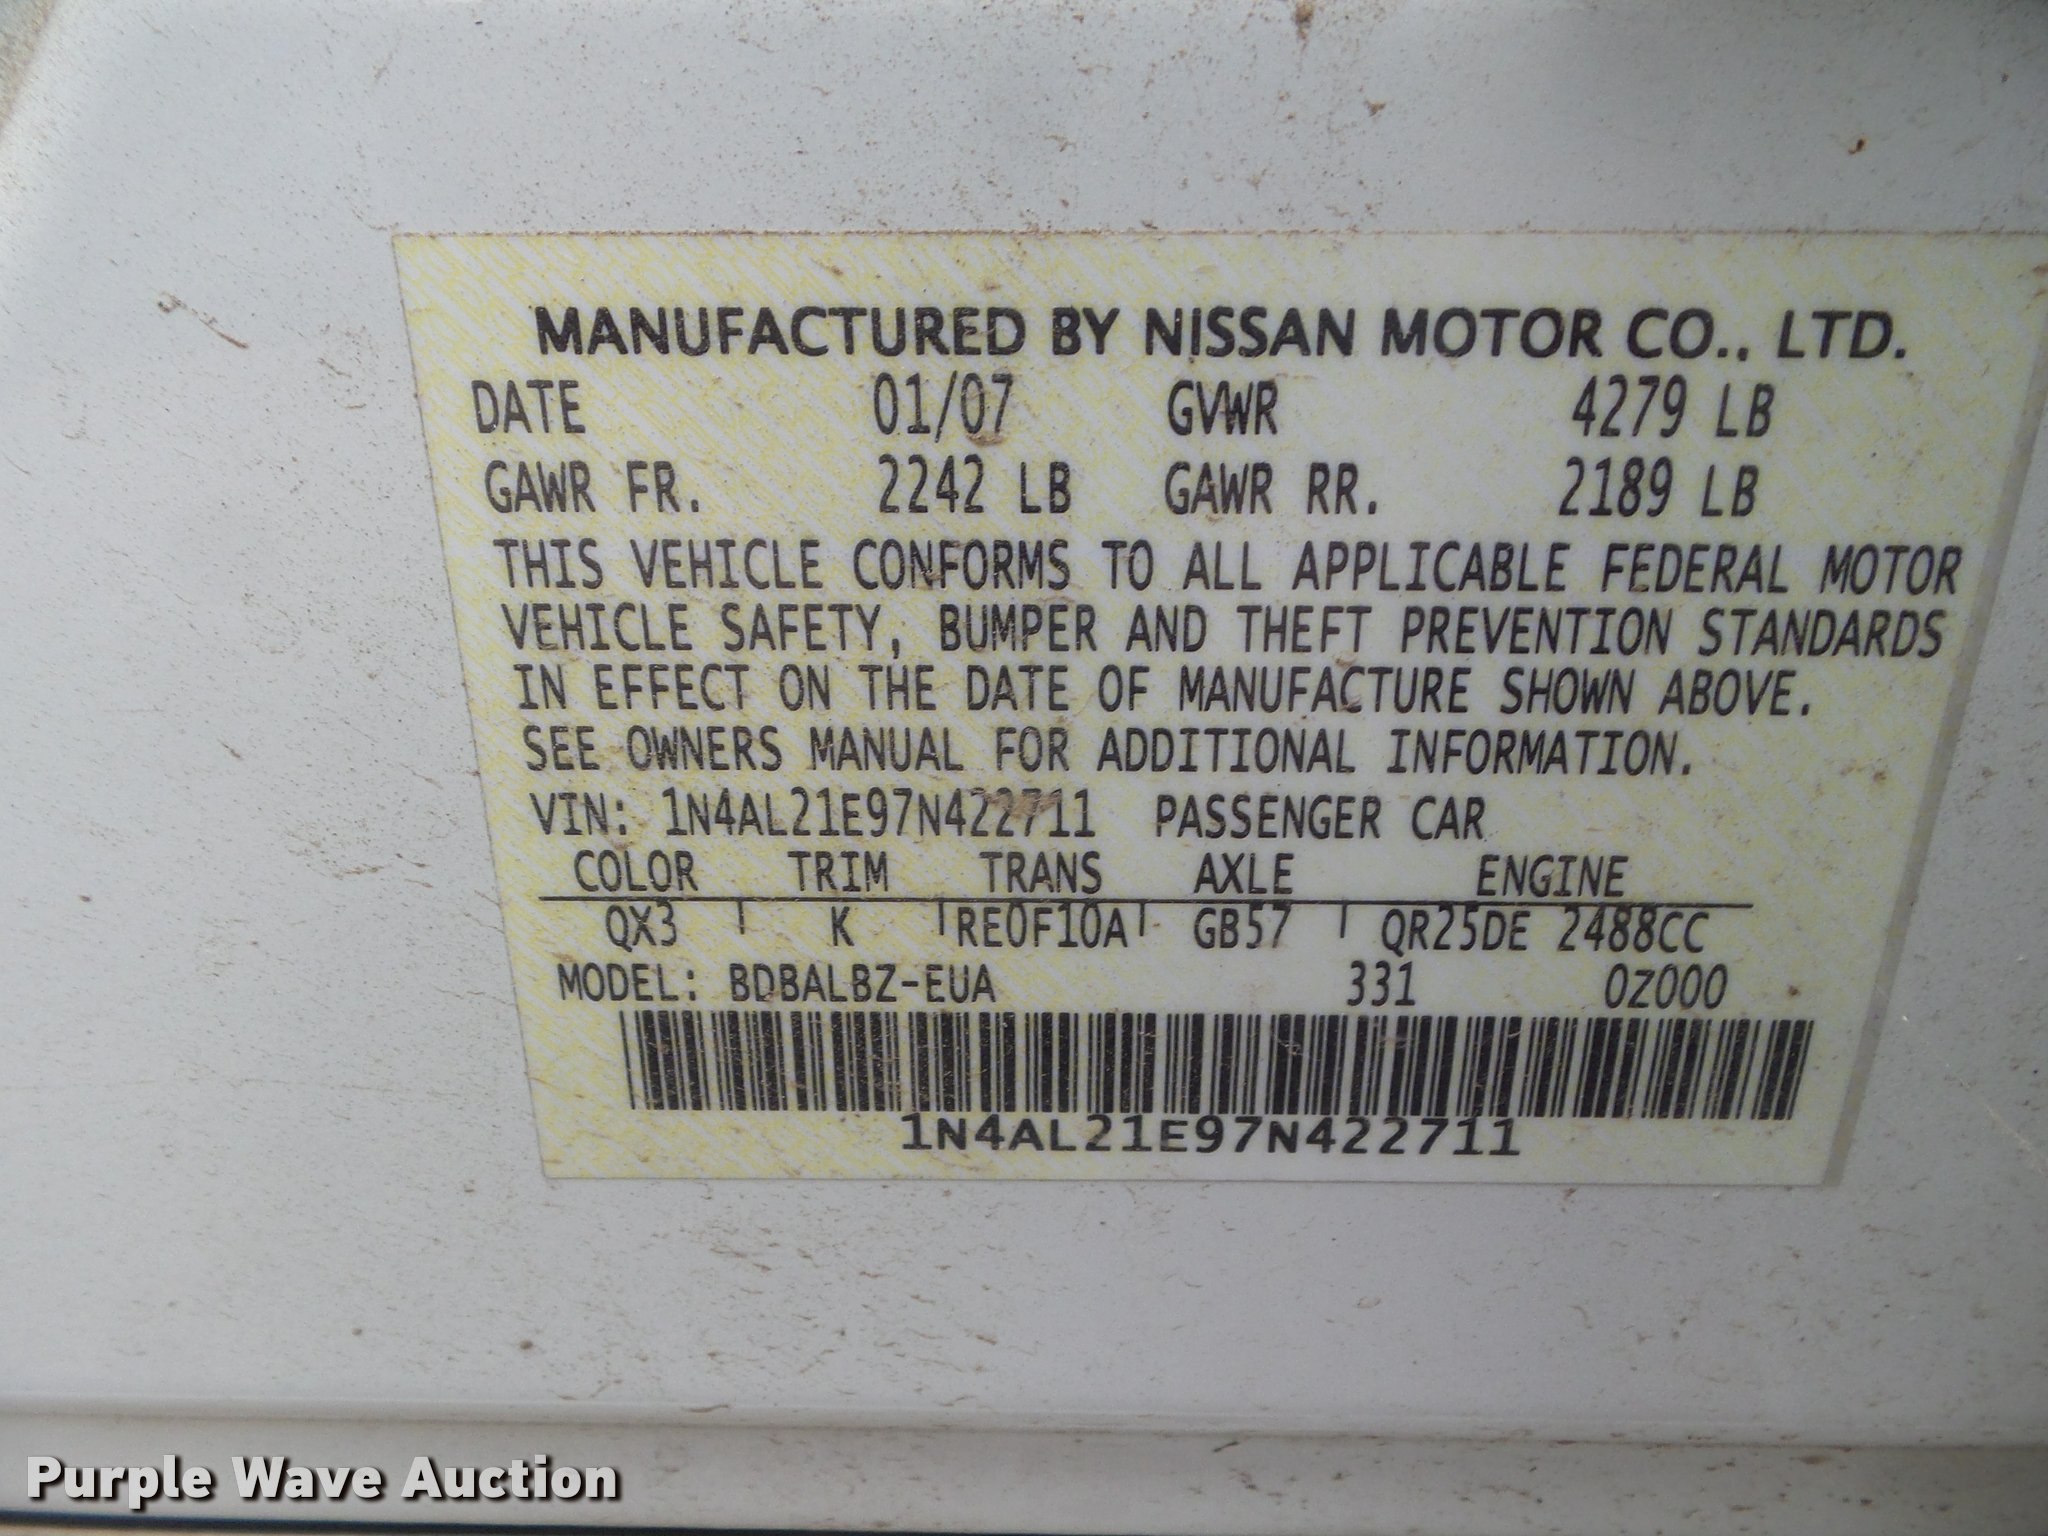 MANUFACTURED BY NISSAN MOTOR CO., LTD.
DATE 01/07 GVWR 4279 LB
GAWR FR. 2242 LB GAWR RR. 2189 LB
THIS VEHICLE CONFORMS TO ALL APPLICABLE FEDERAL MOTOR
VEHICLE SAFETY, BUMPER AND THEFT PREVENTION STANDARDS
IN EFFECT ON THE DATE OF MANUFACTURE SHOWN ABOVE.
SEE OWNERS MANUAL FOR ADDITIONAL INFORMATION.
VIN: 1N4AL21E97N422711 PASSENGER CAR
COLOR TRIM TRANS AXLE ENGINE
QX3 K RE0F10A GB57 QR25DE 2488CC
MODEL: BDBALBZ-EUA 331 0Z000
1N4AL21E97N422711
Purple Wave Auction